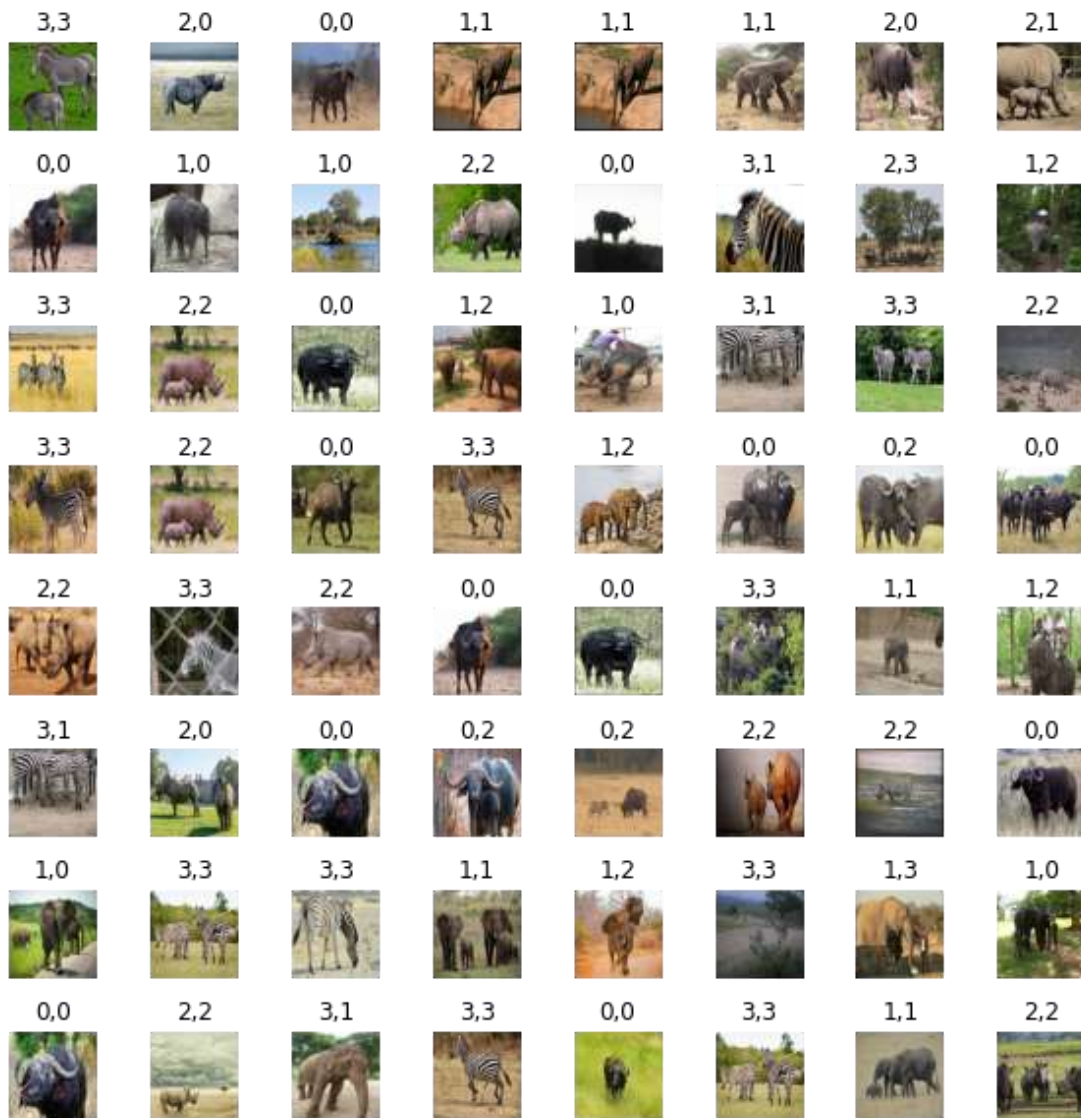 3,3 2,0 0,0 1,1 1,1 1,1 2,0 2,1
0,0 1,0 1,0 2,2 0,0 3,1 2,3 1,2
3,3 2,2 0,0 1,2 1,0 3,1 3,3 2,2
3,3 2,2 0,0 3,3 1,2 0,0 0,2 0,0
2,2 3,3 2,2 0,0 0,0 3,3 1,1 1,2
3,1 2,0 0,0 0,2 0,2 2,2 2,2 0,0
1,0 3,3 3,3 1,1 1,2 3,3 1,3 1,0
0,0 2,2 3,1 3,3 0,0 3,3 1,1 2,2